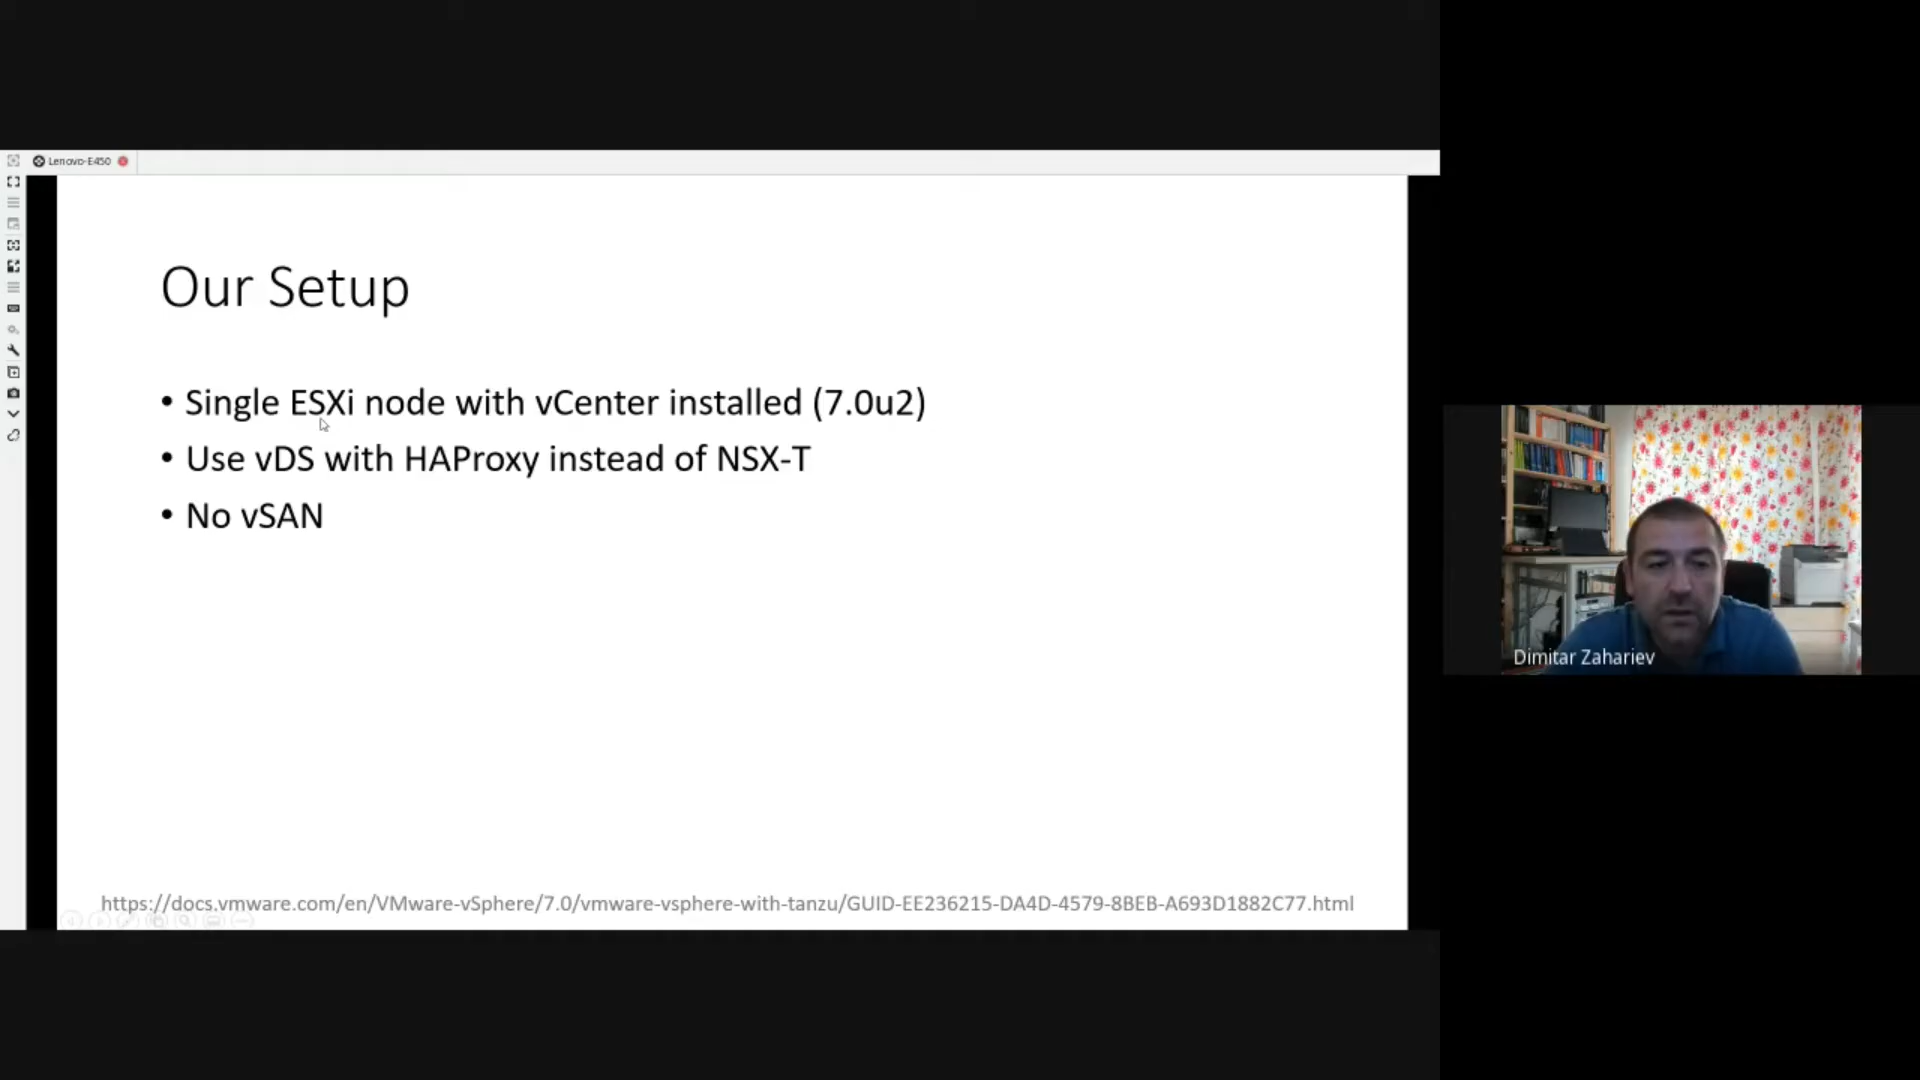 Lenovo-E450
Our Setup
• Single ESXi node with vCenter installed (7.0u2)
• Use vDS with HAProxy instead of NSX-T
• No vSAN
https://docs.vmware.com/en/VMware-vSphere/7.0/vmware-vsphere-with-tanzu/GUID-EE236215-DA4D-4579-8BEB-A693D1882C77.html
Dimitar Zahariev